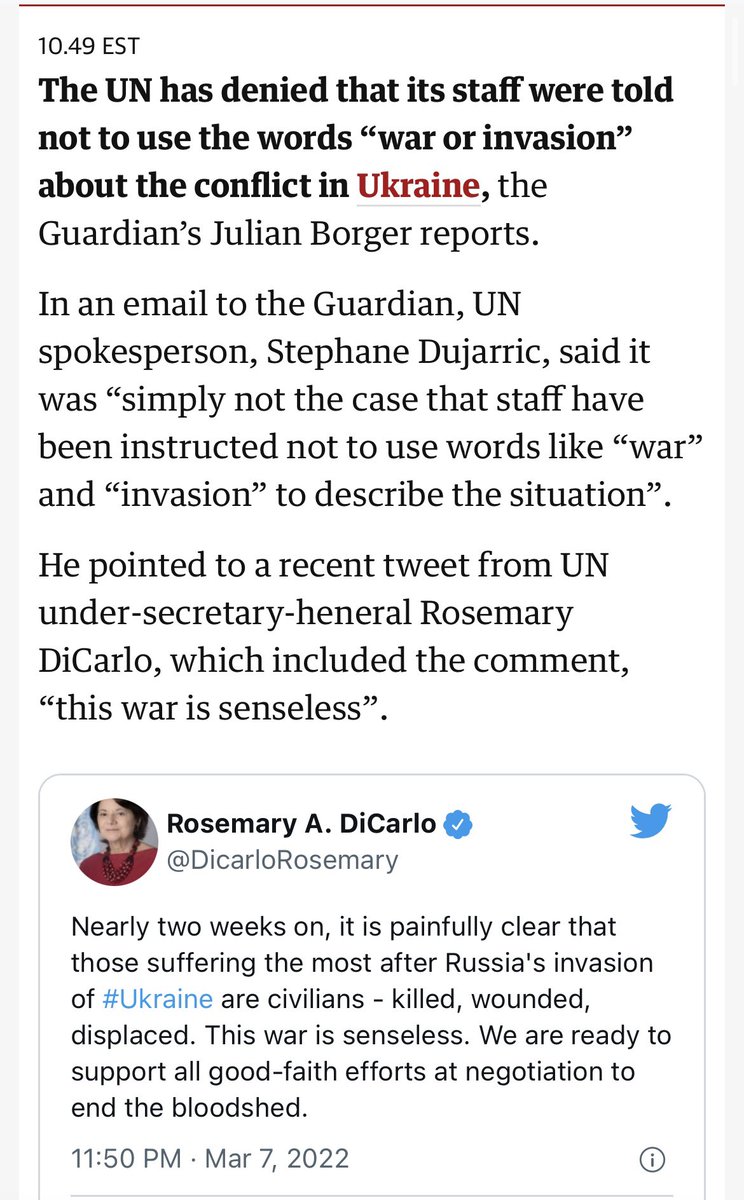 10.49 EST
The UN has denied that its staff were told
not to use the words “war or invasion”
about the conflict in Ukraine, the
Guardian’s Julian Borger reports.
In an email to the Guardian, UN
spokesperson, Stephane Dujarric, said it
was “simply not the case that staff have
been instructed not to use words like “war”
and “invasion” to describe the situation”.
He pointed to a recent tweet from UN
under-secretary-heneral Rosemary
DiCarlo, which included the comment,
“this war is senseless”.
Rosemary A. DiCarlo
@DicarloRosemary
Nearly two weeks on, it is painfully clear that
those suffering the most after Russia's invasion
of #Ukraine are civilians - killed, wounded,
displaced. This war is senseless. We are ready to
support all good-faith efforts at negotiation to
end the bloodshed.
11:50 PM · Mar 7, 2022